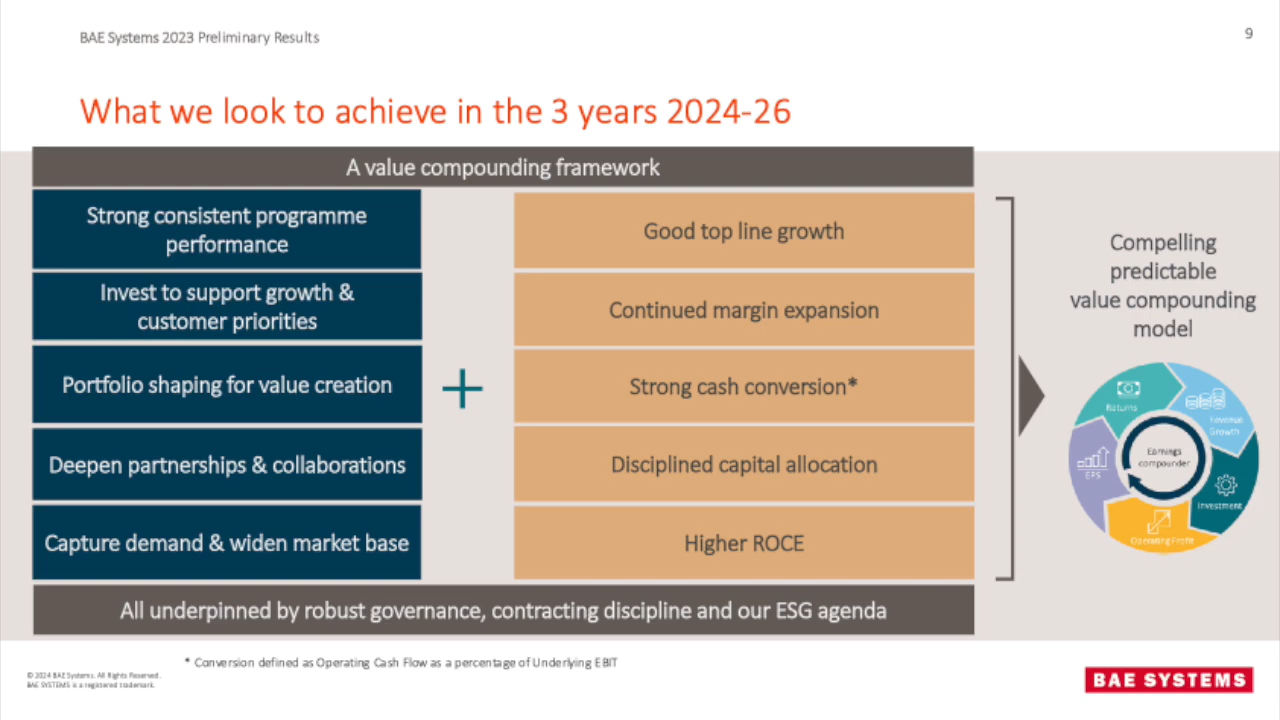 BAE Systems 2023 Preliminary Results
9
What we look to achieve in the 3 years 2024-26
A value compounding framework
Strong consistent programme
performance
Invest to support growth &
customer priorities
Portfolio shaping for value creation
Deepen partnerships & collaborations
Capture demand & widen market base
+
Good top line growth
Continued margin expansion
Strong cash conversion*
Disciplined capital allocation
Higher ROCE
Compelling
predictable
value compounding
model
Returns
Revenue
Growth
Earnings
compounder
EPS
Investment
Operating Profit
All underpinned by robust governance, contracting discipline and our ESG agenda
* Conversion defined as Operating Cash Flow as a percentage of Underlying EBIT
© 2024 BAE Systems. All Rights Reserved.
BAE SYSTEMS is a registered trademark.
BAE SYSTEMS